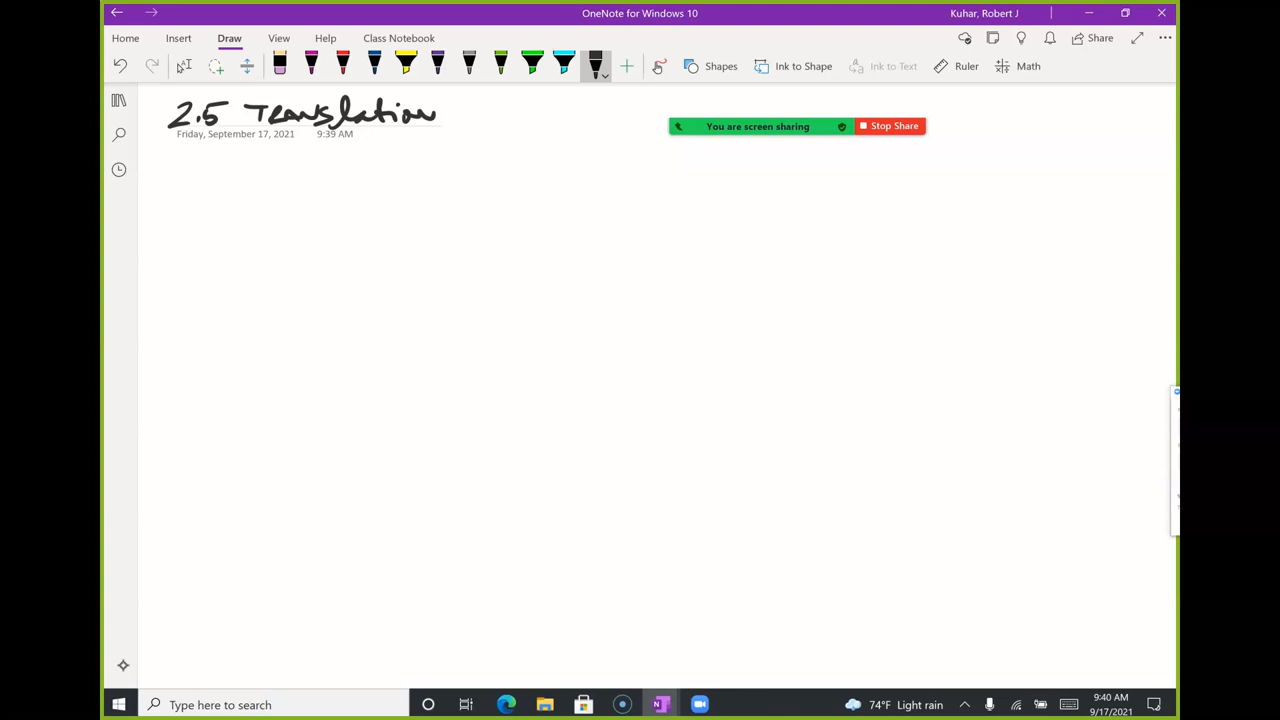 OneNote for Windows 10
Kuhar, Robert J
Home Insert Draw View Help Class Notebook
Share
Shapes Ink to Shape Ink to Text Ruler Math
2.5 Translation
Friday, September 17, 2021 9:39 AM
You are screen sharing Stop Share
Type here to search
74°F Light rain
9:40 AM
9/17/2021